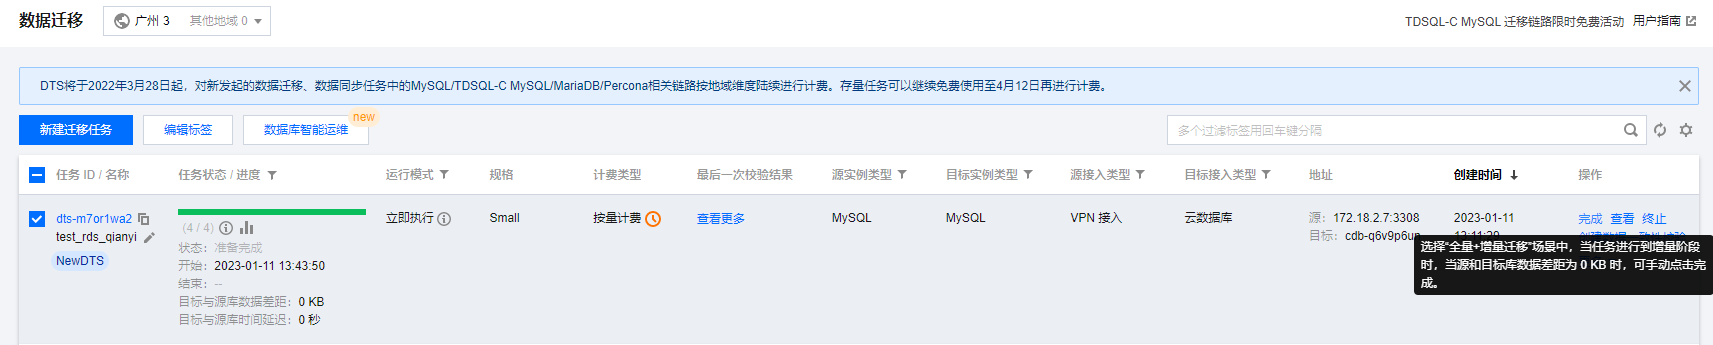 数据迁移
广州 3 其他地域 0
TDSQL-C MySQL 迁移链路限时免费活动 用户指南
DTS将于2022年3月28日起，对新发起的数据迁移、数据同步任务中的MySQL/TDSQL-C MySQL/MariaDB/Percona相关链路按地域维度陆续进行计费。存量任务可以继续免费使用至4月12日再进行计费。
新建迁移任务 编辑标签 数据库智能运维 new
多个过滤标签用回车键分隔
任务 ID / 名称 任务状态 / 进度 运行模式 规格 计费类型 最后一次校验结果 源实例类型 目标实例类型 源接入类型 目标接入类型 地址 创建时间 操作
dts-m7or1wa2 立即执行 Small 按量计费 查看更多 MySQL MySQL VPN 接入 云数据库 源：172.18.2.7:3308 2023-01-11 完成 查看 终止
test_rds_qianyi (4 / 4) 目标：cdb-q6v9p6un
NewDTS
状态：准备完成
开始：2023-01-11 13:43:50
结束：--
目标与源库数据差距：0 KB
目标与源库时间延迟：0 秒
选择“全量+增量迁移”场景中，当任务进行到增量阶段
时，当源和目标库数据差距为 0 KB 时，可手动点击完
成。